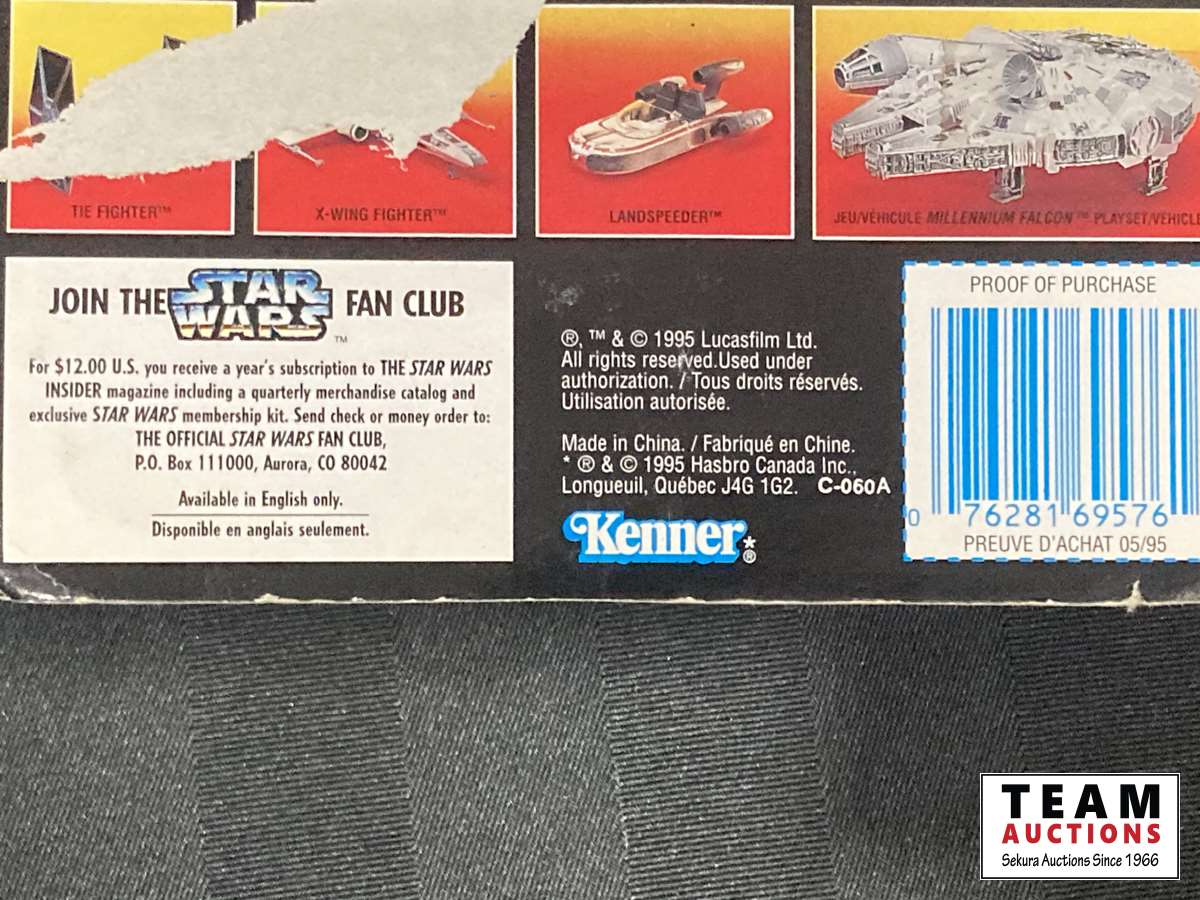 TIE FIGHTER™
X-WING FIGHTER™
LANDSPEEDER™
JEU/VÉHICULE MILLENNIUM FALCON™ PLAYSET/VEHICLE
JOIN THE STAR WARS™ FAN CLUB
For $12.00 U.S. you receive a year's subscription to THE STAR WARS
INSIDER magazine including a quarterly merchandise catalog and
exclusive STAR WARS membership kit. Send check or money order to:
THE OFFICIAL STAR WARS FAN CLUB,
P.O. Box 111000, Aurora, CO 80042
Available in English only.
Disponible en anglais seulement.
®, ™ & © 1995 Lucasfilm Ltd.
All rights reserved.Used under
authorization. / Tous droits réservés.
Utilisation autorisée.
Made in China. / Fabriqué en Chine.
* ® & © 1995 Hasbro Canada Inc.,
Longueuil, Québec J4G 1G2. C-060A
Kenner*®
PROOF OF PURCHASE
0 76281 69576
PREUVE D'ACHAT 05/95
TEAM
AUCTIONS
Sekura Auctions Since 1966